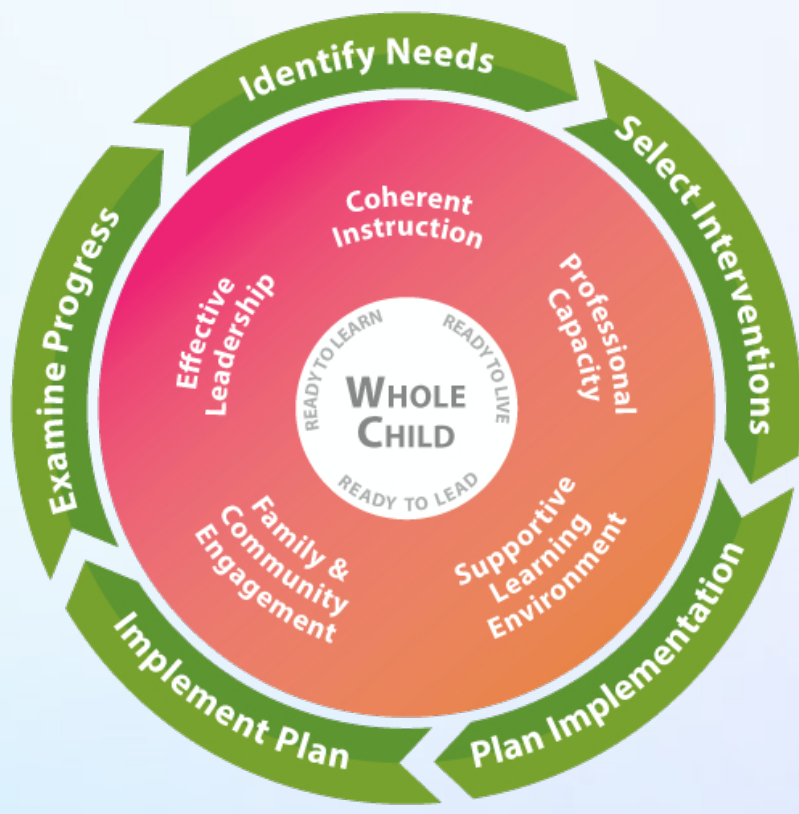 Identify Needs
Select Interventions
Plan Implementation
Implement Plan
Examine Progress
Coherent
Instruction
Professional
Capacity
Supportive
Learning
Environment
Family &
Community
Engagement
Effective
Leadership
READY TO LEARN
READY TO LIVE
READY TO LEAD
WHOLE
CHILD